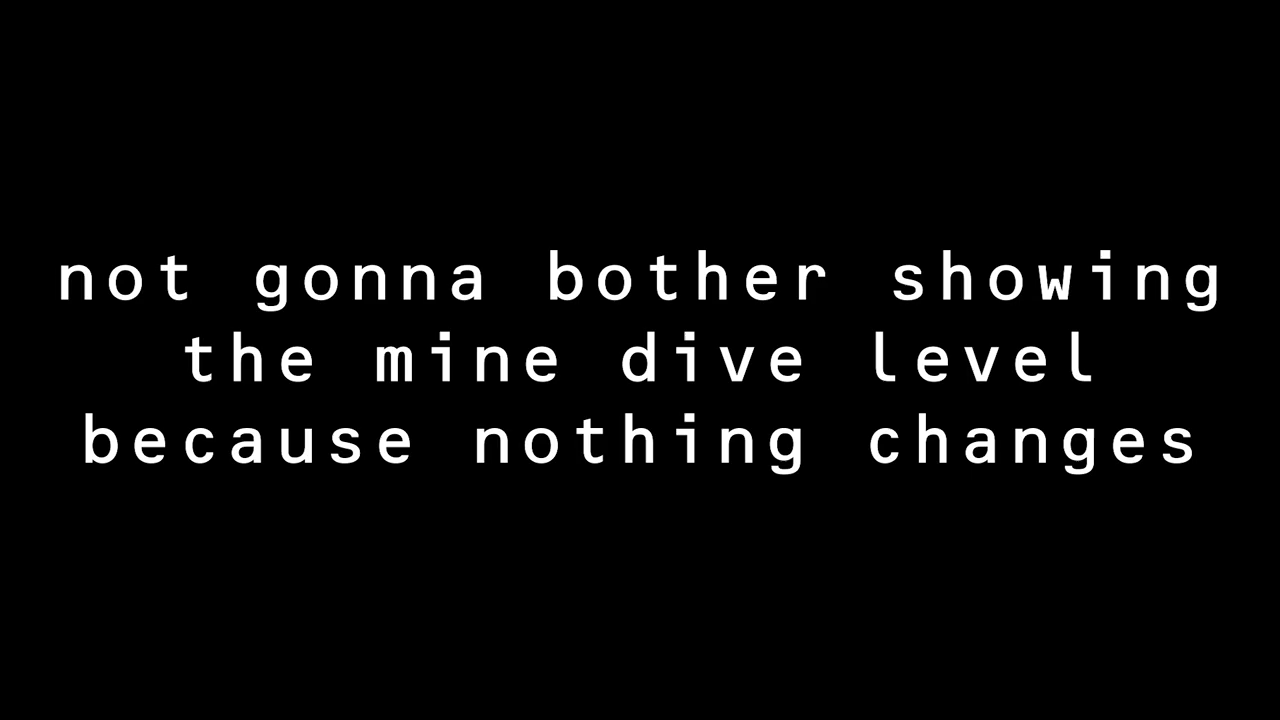 not gonna bother showing
the mine dive level
because nothing changes